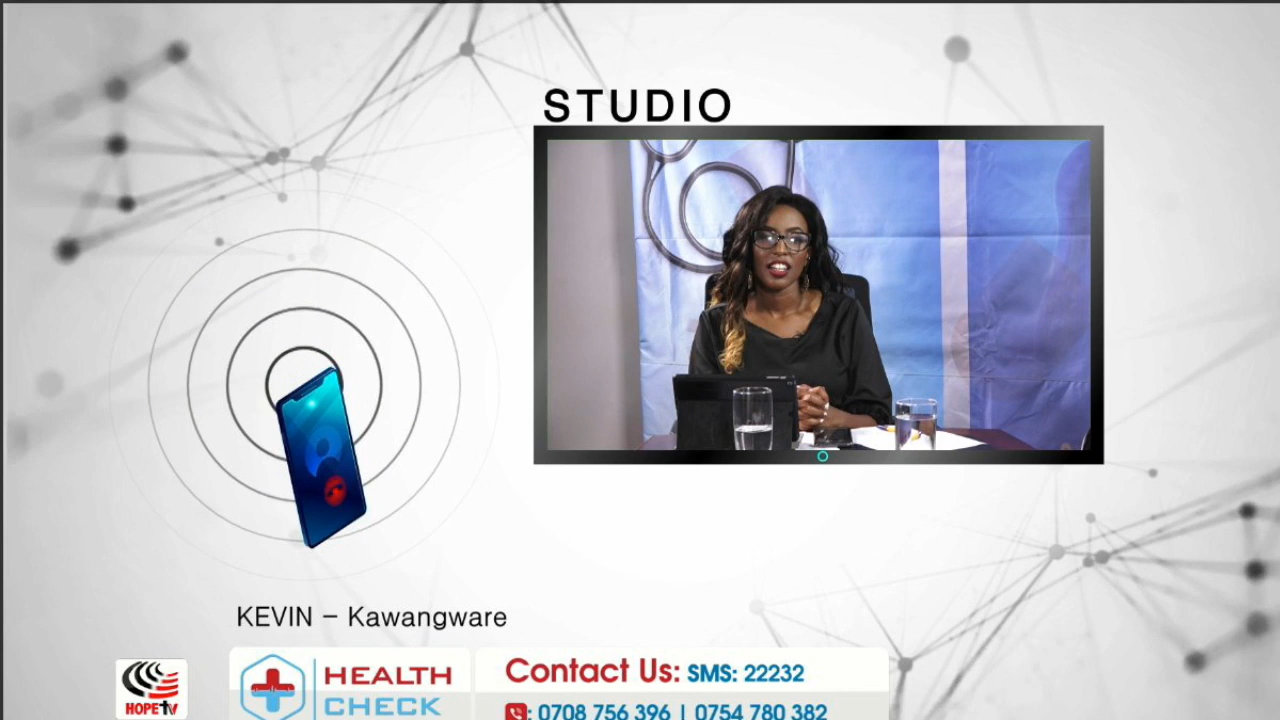 STUDIO
KEVIN – Kawangware
HOPE tv
HEALTH
CHECK
Contact Us: SMS: 22232
: 0708 756 396 | 0754 780 382